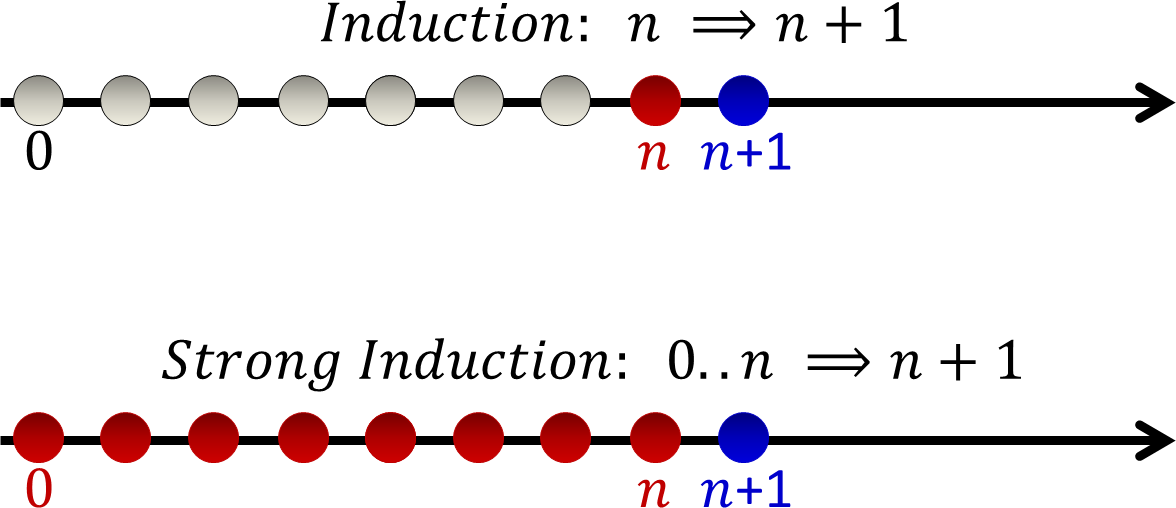 Induction: n ⟹ n + 1
0 n n+1
Strong Induction: 0..n ⟹ n + 1
0 n n+1